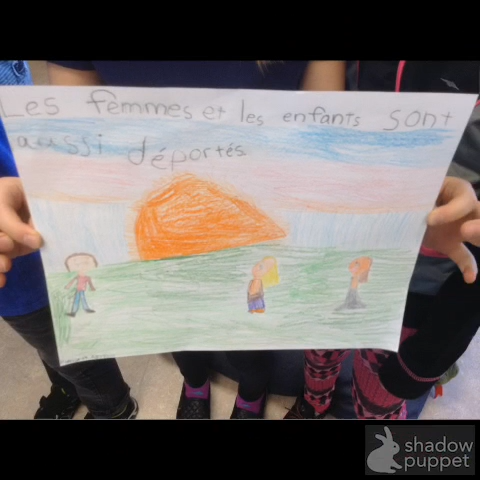 Les femmes et les enfants sont
aussi déportés
shadow
puppet